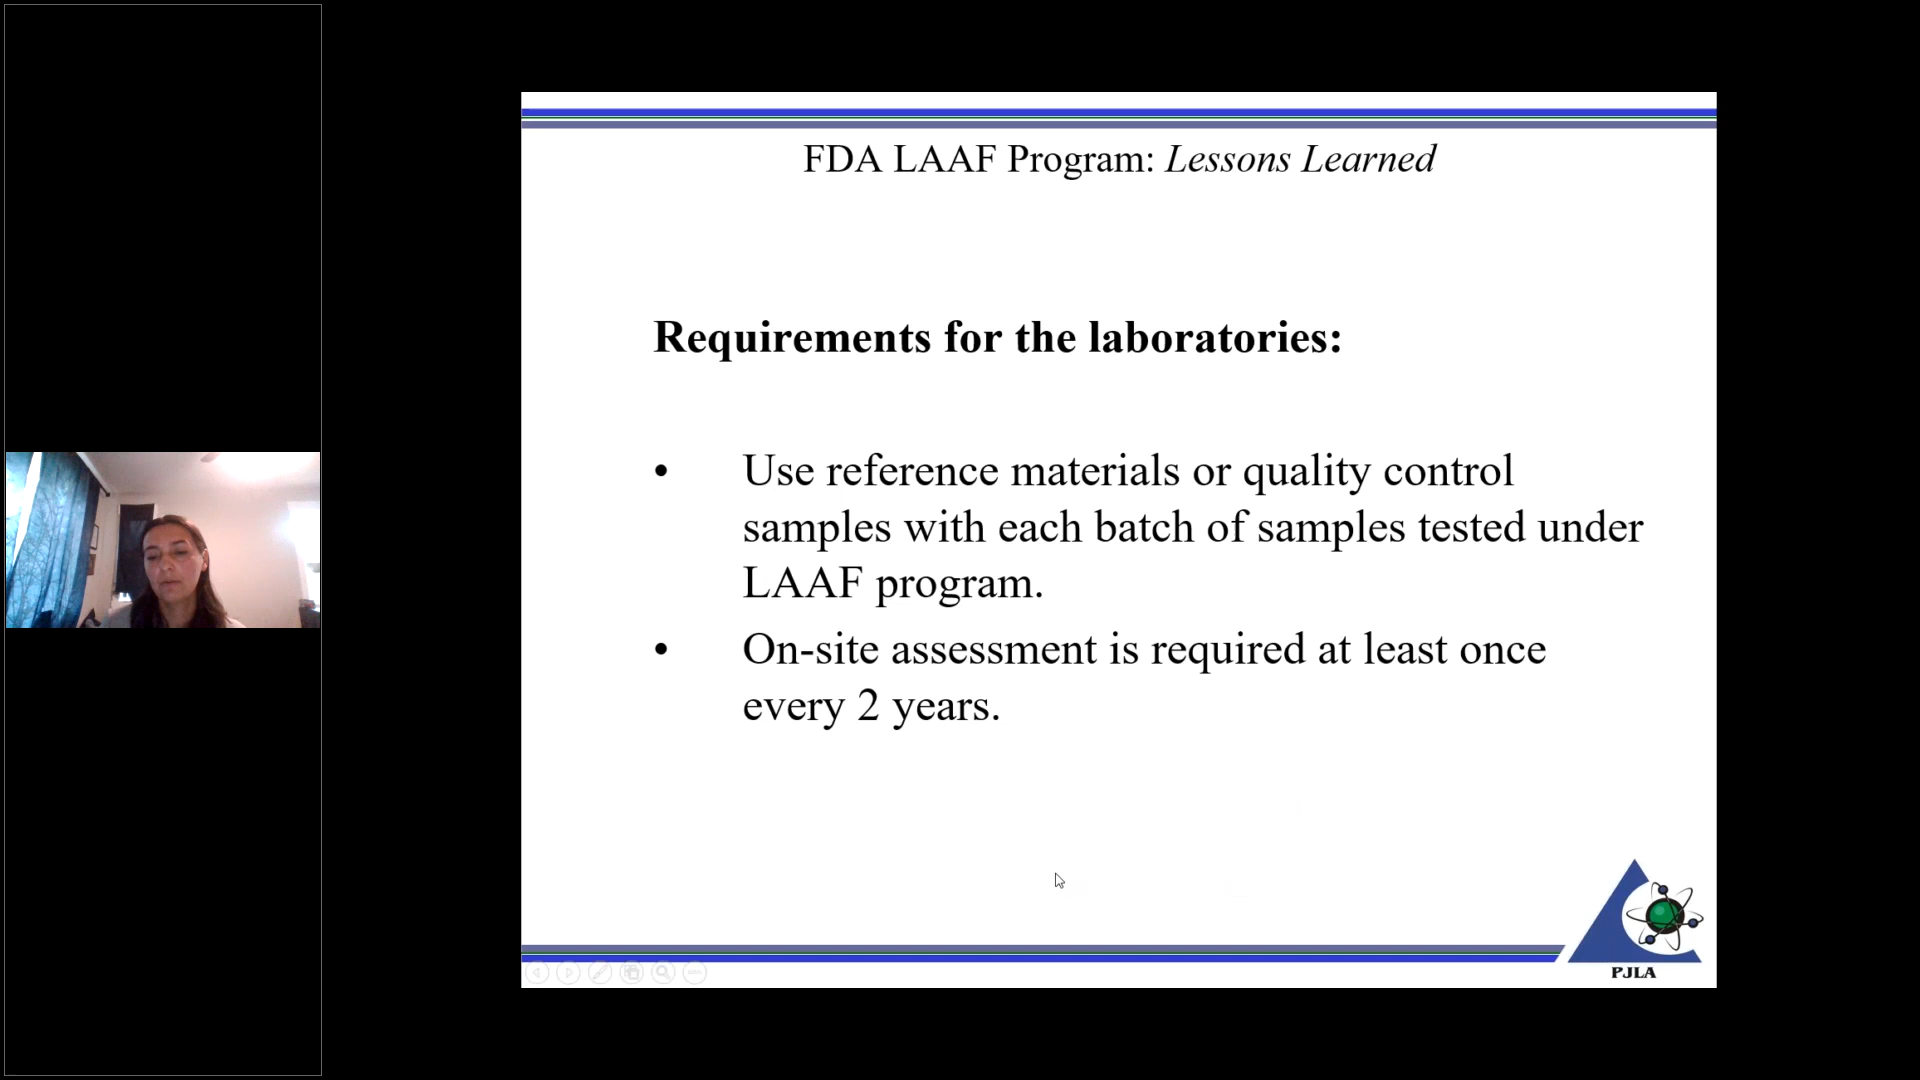 FDA LAAF Program: Lessons Learned
Requirements for the laboratories:
• Use reference materials or quality control
samples with each batch of samples tested under
LAAF program.
• On-site assessment is required at least once
every 2 years.
PJLA